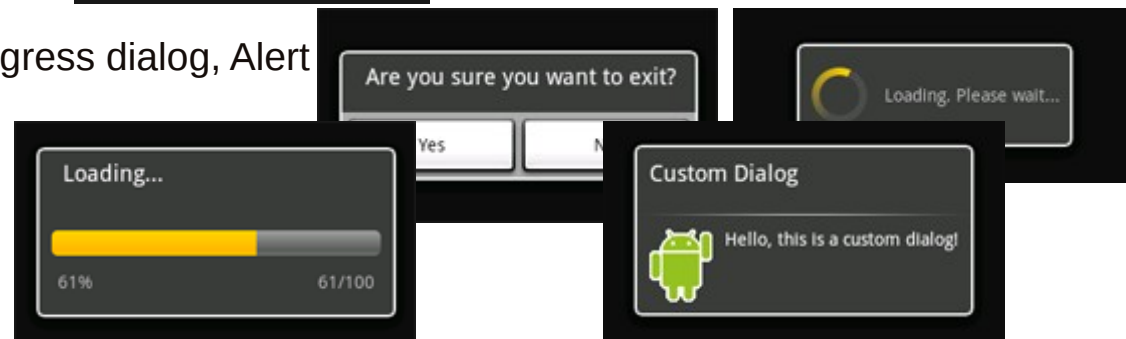 gress dialog, Alert
Are you sure you want to exit?
Yes
Loading. Please wait...
Loading...
61%
61/100
Custom Dialog
Hello, this is a custom dialog!